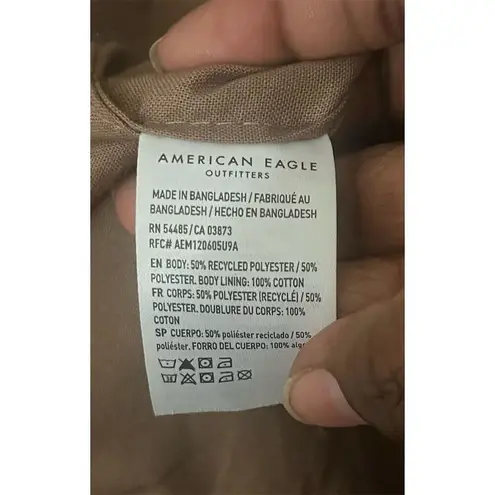 AMERICAN EAGLE
OUTFITTERS
MADE IN BANGLADESH / FABRIQUÉ AU
BANGLADESH / HECHO EN BANGLADESH
RN 54485 / CA 03873
RFC# AEM120605U9A
EN BODY: 50% RECYCLED POLYESTER / 50%
POLYESTER. BODY LINING: 100% COTTON
FR CORPS: 50% POLYESTER (RECYCLÉ) / 50%
POLYESTER. DOUBLURE DU CORPS: 100%
COTON
SP CUERPO: 50% poliéster reciclado / 50%
poliéster. FORRO DEL CUERPO: 100%